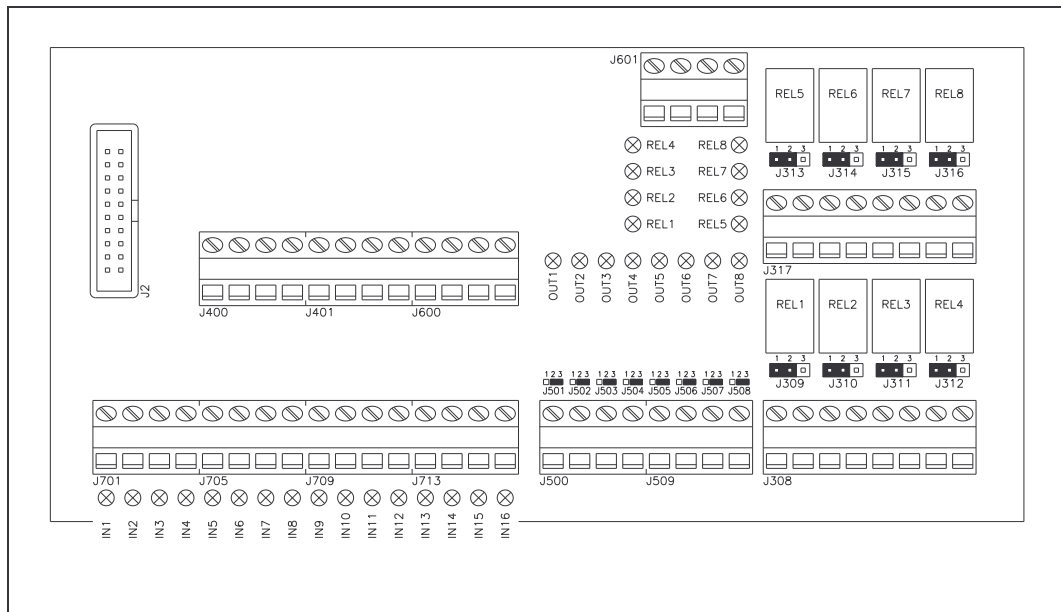 J601
REL5 REL6 REL7 REL8
REL4 REL8
1 2 3 1 2 3 1 2 3 1 2 3
J313 J314 J315 J316
REL3 REL7
REL2 REL6
REL1 REL5
J317
OUT1 OUT2 OUT3 OUT4 OUT5 OUT6 OUT7 OUT8
J2
J400 J401 J600
REL1 REL2 REL3 REL4
1 2 3 1 2 3 1 2 3 1 2 3
J309 J310 J311 J312
1 2 3 1 2 3 1 2 3 1 2 3 1 2 3 1 2 3 1 2 3 1 2 3
J501 J502 J503 J504 J505 J506 J507 J508
J701 J705 J709 J713 J500 J509 J308
IN1 IN2 IN3 IN4 IN5 IN6 IN7 IN8 IN9 IN10 IN11 IN12 IN13 IN14 IN15 IN16